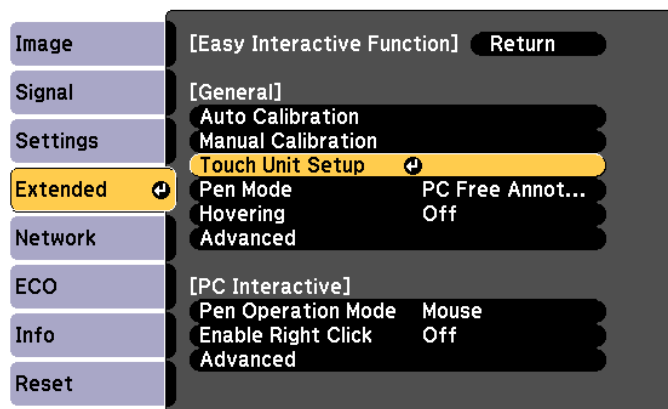 Image
Signal
Settings
Extended
Network
ECO
Info
Reset
[Easy Interactive Function] Return
[General]
Auto Calibration
Manual Calibration
Touch Unit Setup
Pen Mode PC Free Annot...
Hovering Off
Advanced
[PC Interactive]
Pen Operation Mode Mouse
Enable Right Click Off
Advanced